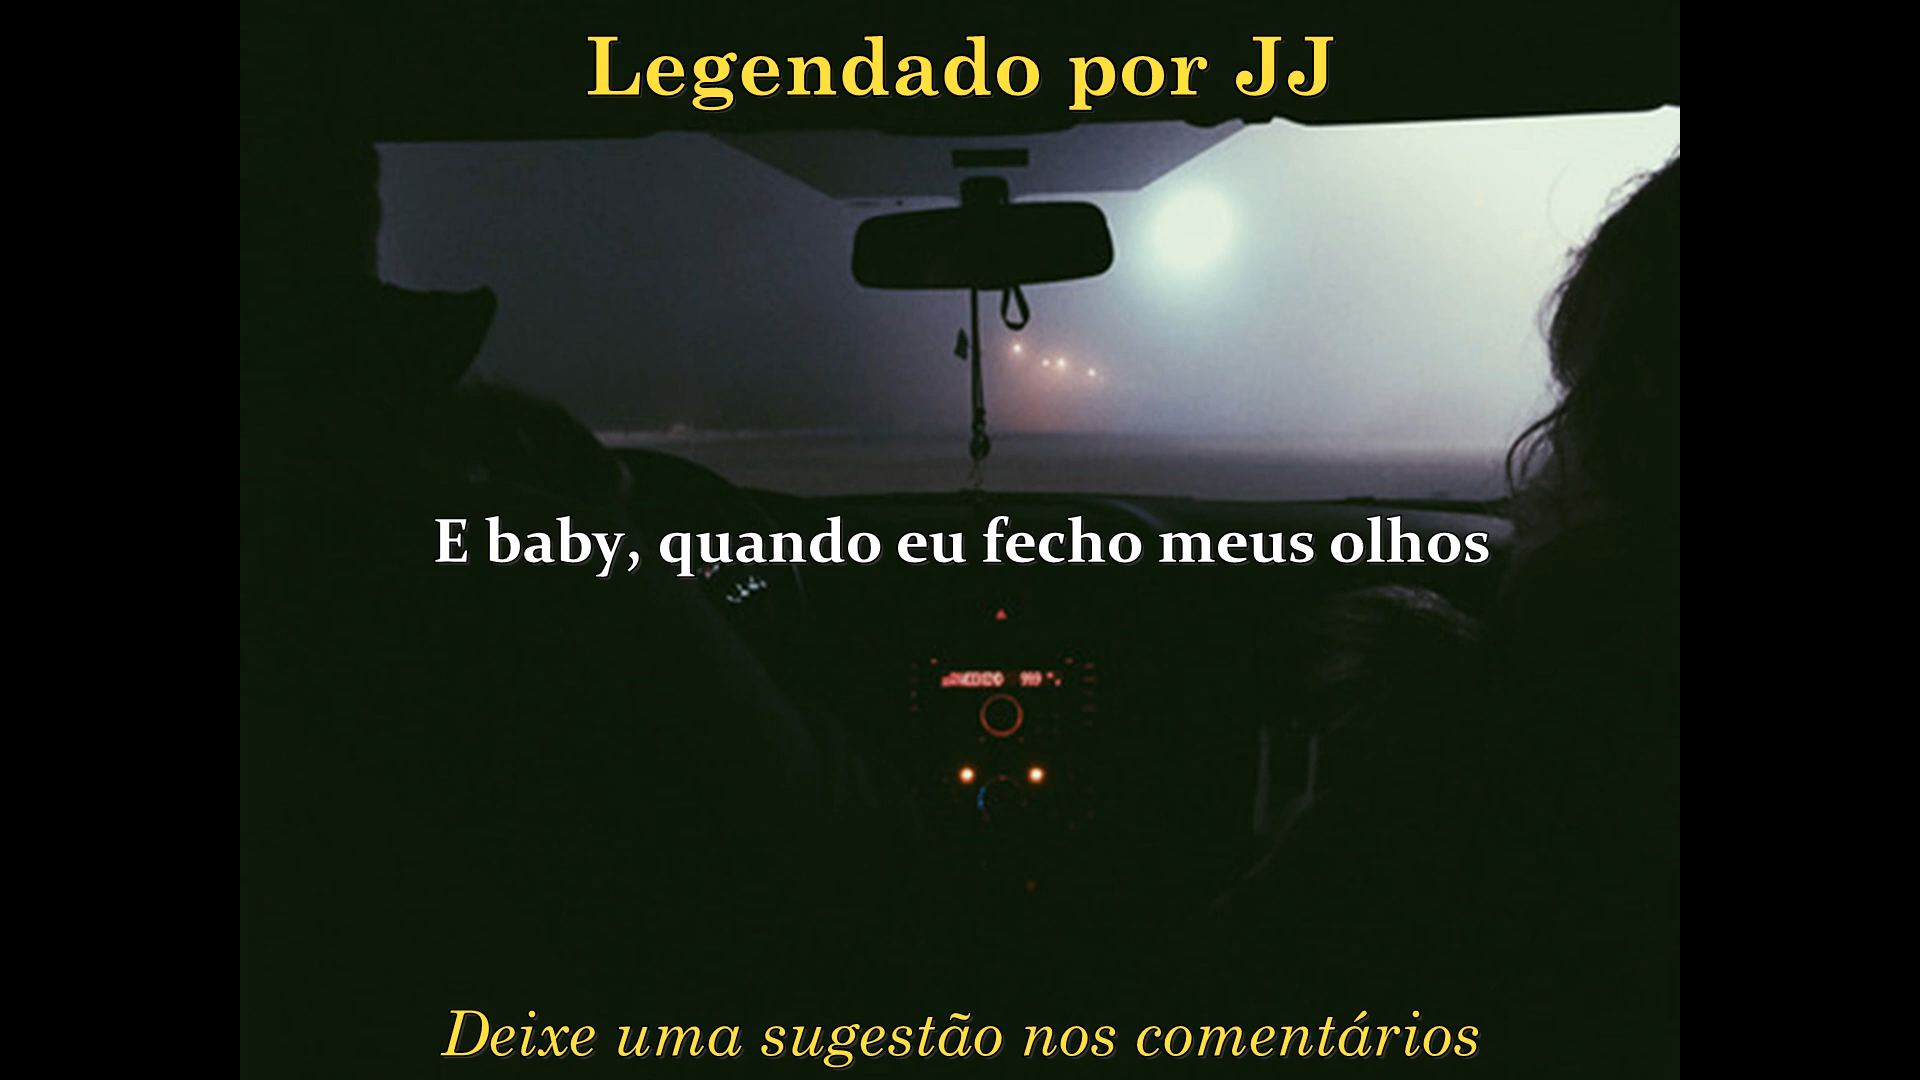 Legendado por JJ
E baby, quando eu fecho meus olhos
Deixe uma sugestão nos comentários